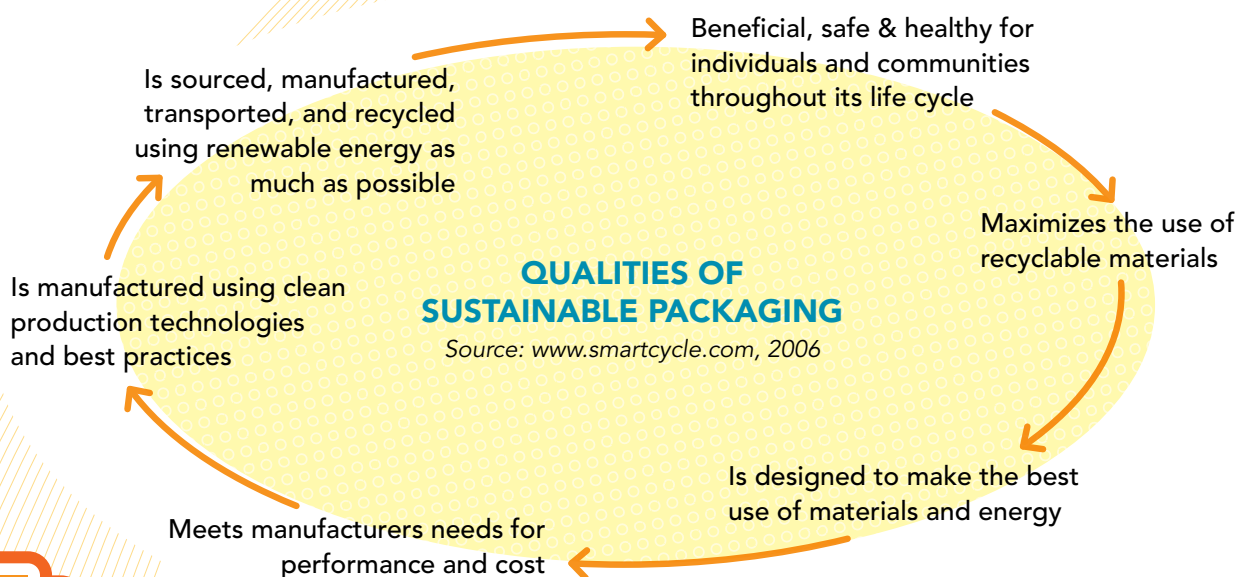 Beneficial, safe & healthy for
individuals and communities
throughout its life cycle
Maximizes the use of
recyclable materials
Is designed to make the best
use of materials and energy
Meets manufacturers needs for
performance and cost
Is manufactured using clean
production technologies
and best practices
Is sourced, manufactured,
transported, and recycled
using renewable energy as
much as possible
QUALITIES OF
SUSTAINABLE PACKAGING
Source: www.smartcycle.com, 2006